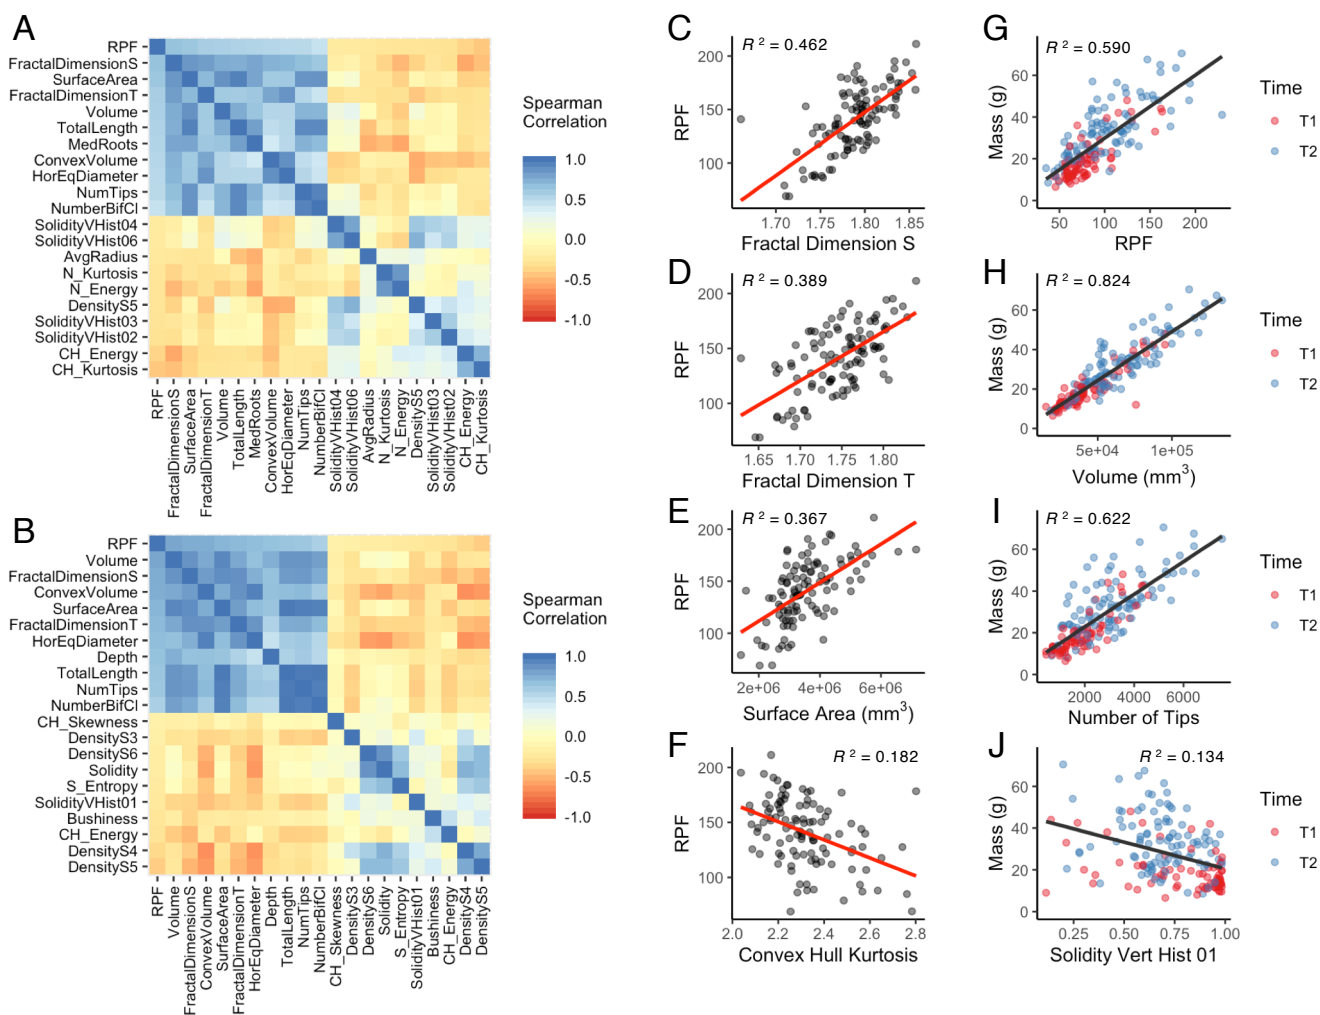 A
RPF
FractalDimensionS
SurfaceArea
FractalDimensionT
Volume
TotalLength
MedRoots
ConvexVolume
HorEqDiameter
NumTips
NumberBifCl
SolidityVHist04
SolidityVHist06
AvgRadius
N_Kurtosis
N_Energy
DensityS5
SolidityVHist03
SolidityVHist02
CH_Energy
CH_Kurtosis
RPF
FractalDimensionS
SurfaceArea
FractalDimensionT
Volume
TotalLength
MedRoots
ConvexVolume
HorEqDiameter
NumTips
NumberBifCl
SolidityVHist04
SolidityVHist06
AvgRadius
N_Kurtosis
N_Energy
DensityS5
SolidityVHist03
SolidityVHist02
CH_Energy
CH_Kurtosis
Spearman
Correlation
1.0
0.5
0.0
-0.5
-1.0
B
RPF
Volume
FractalDimensionS
ConvexVolume
SurfaceArea
FractalDimensionT
HorEqDiameter
Depth
TotalLength
NumTips
NumberBifCl
CH_Skewness
DensityS3
DensityS6
Solidity
S_Entropy
SolidityVHist01
Bushiness
CH_Energy
DensityS4
DensityS5
RPF
Volume
FractalDimensionS
ConvexVolume
SurfaceArea
FractalDimensionT
HorEqDiameter
Depth
TotalLength
NumTips
NumberBifCl
CH_Skewness
DensityS3
DensityS6
Solidity
S_Entropy
SolidityVHist01
Bushiness
CH_Energy
DensityS4
DensityS5
Spearman
Correlation
1.0
0.5
0.0
-0.5
-1.0
C
R² = 0.462
RPF
200
150
100
1.70 1.75 1.80 1.85
Fractal Dimension S
D
R² = 0.389
RPF
200
150
100
1.65 1.70 1.75 1.80
Fractal Dimension T
E
R² = 0.367
RPF
200
150
100
2e+06 4e+06 6e+06
Surface Area (mm³)
F
R² = 0.182
RPF
200
150
100
2.0 2.2 2.4 2.6 2.8
Convex Hull Kurtosis
G
R² = 0.590
Mass (g)
60
40
20
0
50 100 150 200
RPF
Time
T1
T2
H
R² = 0.824
Mass (g)
60
40
20
0
5e+04 1e+05
Volume (mm³)
Time
T1
T2
I
R² = 0.622
Mass (g)
60
40
20
0
2000 4000 6000
Number of Tips
Time
T1
T2
J
R² = 0.134
Mass (g)
60
40
20
0
0.25 0.50 0.75 1.00
Solidity Vert Hist 01
Time
T1
T2